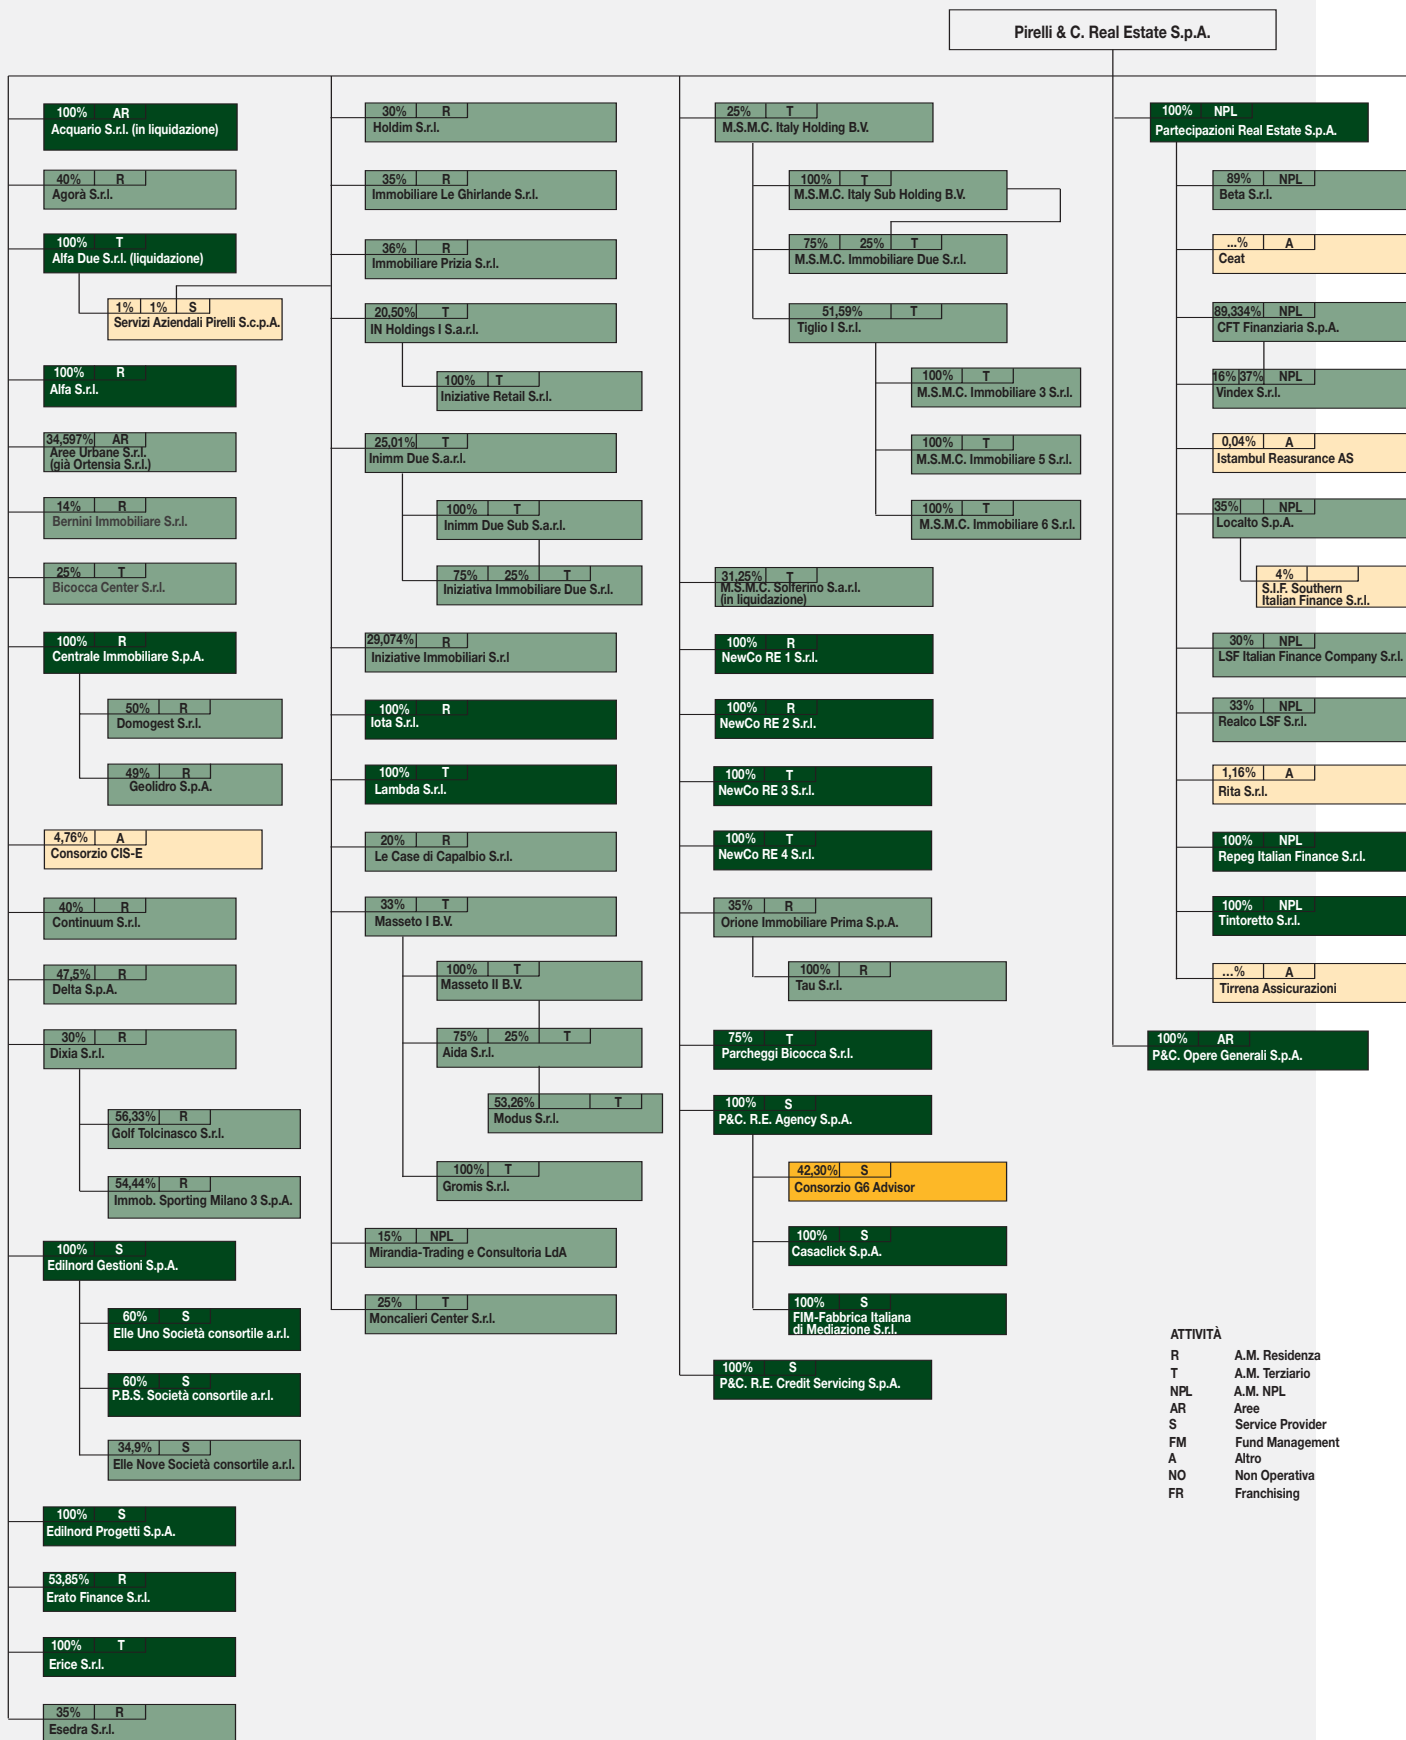 Pirelli & C. Real Estate S.p.A.
100% AR
Acquario S.r.l. (in liquidazione)
40% R
Agorà S.r.l.
100% T
Alfa Due S.r.l. (liquidazione)
1% 1% S
Servizi Aziendali Pirelli S.c.p.A.
100% R
Alfa S.r.l.
34,597% AR
Aree Urbane S.r.l.
(già Ortensia S.r.l.)
14% R
Bernini Immobiliare S.r.l.
25% T
Bicocca Center S.r.l.
100% R
Centrale Immobiliare S.p.A.
50% R
Domogest S.r.l.
49% R
Geolidro S.p.A.
4,76% A
Consorzio CIS-E
40% R
Continuum S.r.l.
47,5% R
Delta S.p.A.
30% R
Dixia S.r.l.
56,33% R
Golf Tolcinasco S.r.l.
54,44% R
Immob. Sporting Milano 3 S.p.A.
100% S
Edilnord Gestioni S.p.A.
60% S
Elle Uno Società consortile a.r.l.
60% S
P.B.S. Società consortile a.r.l.
34,9% S
Elle Nove Società consortile a.r.l.
100% S
Edilnord Progetti S.p.A.
53,85% R
Erato Finance S.r.l.
100% T
Erice S.r.l.
35% R
Esedra S.r.l.
30% R
Holdim S.r.l.
35% R
Immobiliare Le Ghirlande S.r.l.
36% R
Immobiliare Prizia S.r.l.
20,50% T
IN Holdings I S.a.r.l.
100% T
Iniziative Retail S.r.l.
25,01% T
Inimm Due S.a.r.l.
100% T
Inimm Due Sub S.a.r.l.
75% 25% T
Iniziativa Immobiliare Due S.r.l.
29,074% R
Iniziative Immobiliari S.r.l
100% R
Iota S.r.l.
100% T
Lambda S.r.l.
20% R
Le Case di Capalbio S.r.l.
33% T
Masseto I B.V.
100% T
Masseto II B.V.
75% 25% T
Aida S.r.l.
53,26% T
Modus S.r.l.
100% T
Gromis S.r.l.
15% NPL
Mirandia-Trading e Consultoria LdA
25% T
Moncalieri Center S.r.l.
25% T
M.S.M.C. Italy Holding B.V.
100% T
M.S.M.C. Italy Sub Holding B.V.
75% 25% T
M.S.M.C. Immobiliare Due S.r.l.
51,59% T
Tiglio I S.r.l.
100% T
M.S.M.C. Immobiliare 3 S.r.l.
100% T
M.S.M.C. Immobiliare 5 S.r.l.
100% T
M.S.M.C. Immobiliare 6 S.r.l.
31,25% T
M.S.M.C. Solferino S.a.r.l.
(in liquidazione)
100% R
NewCo RE 1 S.r.l.
100% R
NewCo RE 2 S.r.l.
100% T
NewCo RE 3 S.r.l.
100% T
NewCo RE 4 S.r.l.
35% R
Orione Immobiliare Prima S.p.A.
100% R
Tau S.r.l.
75% T
Parcheggi Bicocca S.r.l.
100% S
P&C. R.E. Agency S.p.A.
42,30% S
Consorzio G6 Advisor
100% S
Casaclick S.p.A.
100% S
FIM-Fabbrica Italiana
di Mediazione S.r.l.
100% S
P&C. R.E. Credit Servicing S.p.A.
100% NPL
Partecipazioni Real Estate S.p.A.
89% NPL
Beta S.r.l.
...% A
Ceat
89,334% NPL
CFT Finanziaria S.p.A.
16% 37% NPL
Vindex S.r.l.
0,04% A
Istambul Reasurance AS
35% NPL
Localto S.p.A.
4%
S.I.F. Southern
Italian Finance S.r.l.
30% NPL
LSF Italian Finance Company S.r.l.
33% NPL
Realco LSF S.r.l.
1,16% A
Rita S.r.l.
100% NPL
Repeg Italian Finance S.r.l.
100% NPL
Tintoretto S.r.l.
...% A
Tirrena Assicurazioni
100% AR
P&C. Opere Generali S.p.A.
ATTIVITÀ
R A.M. Residenza
T A.M. Terziario
NPL A.M. NPL
AR Aree
S Service Provider
FM Fund Management
A Altro
NO Non Operativa
FR Franchising